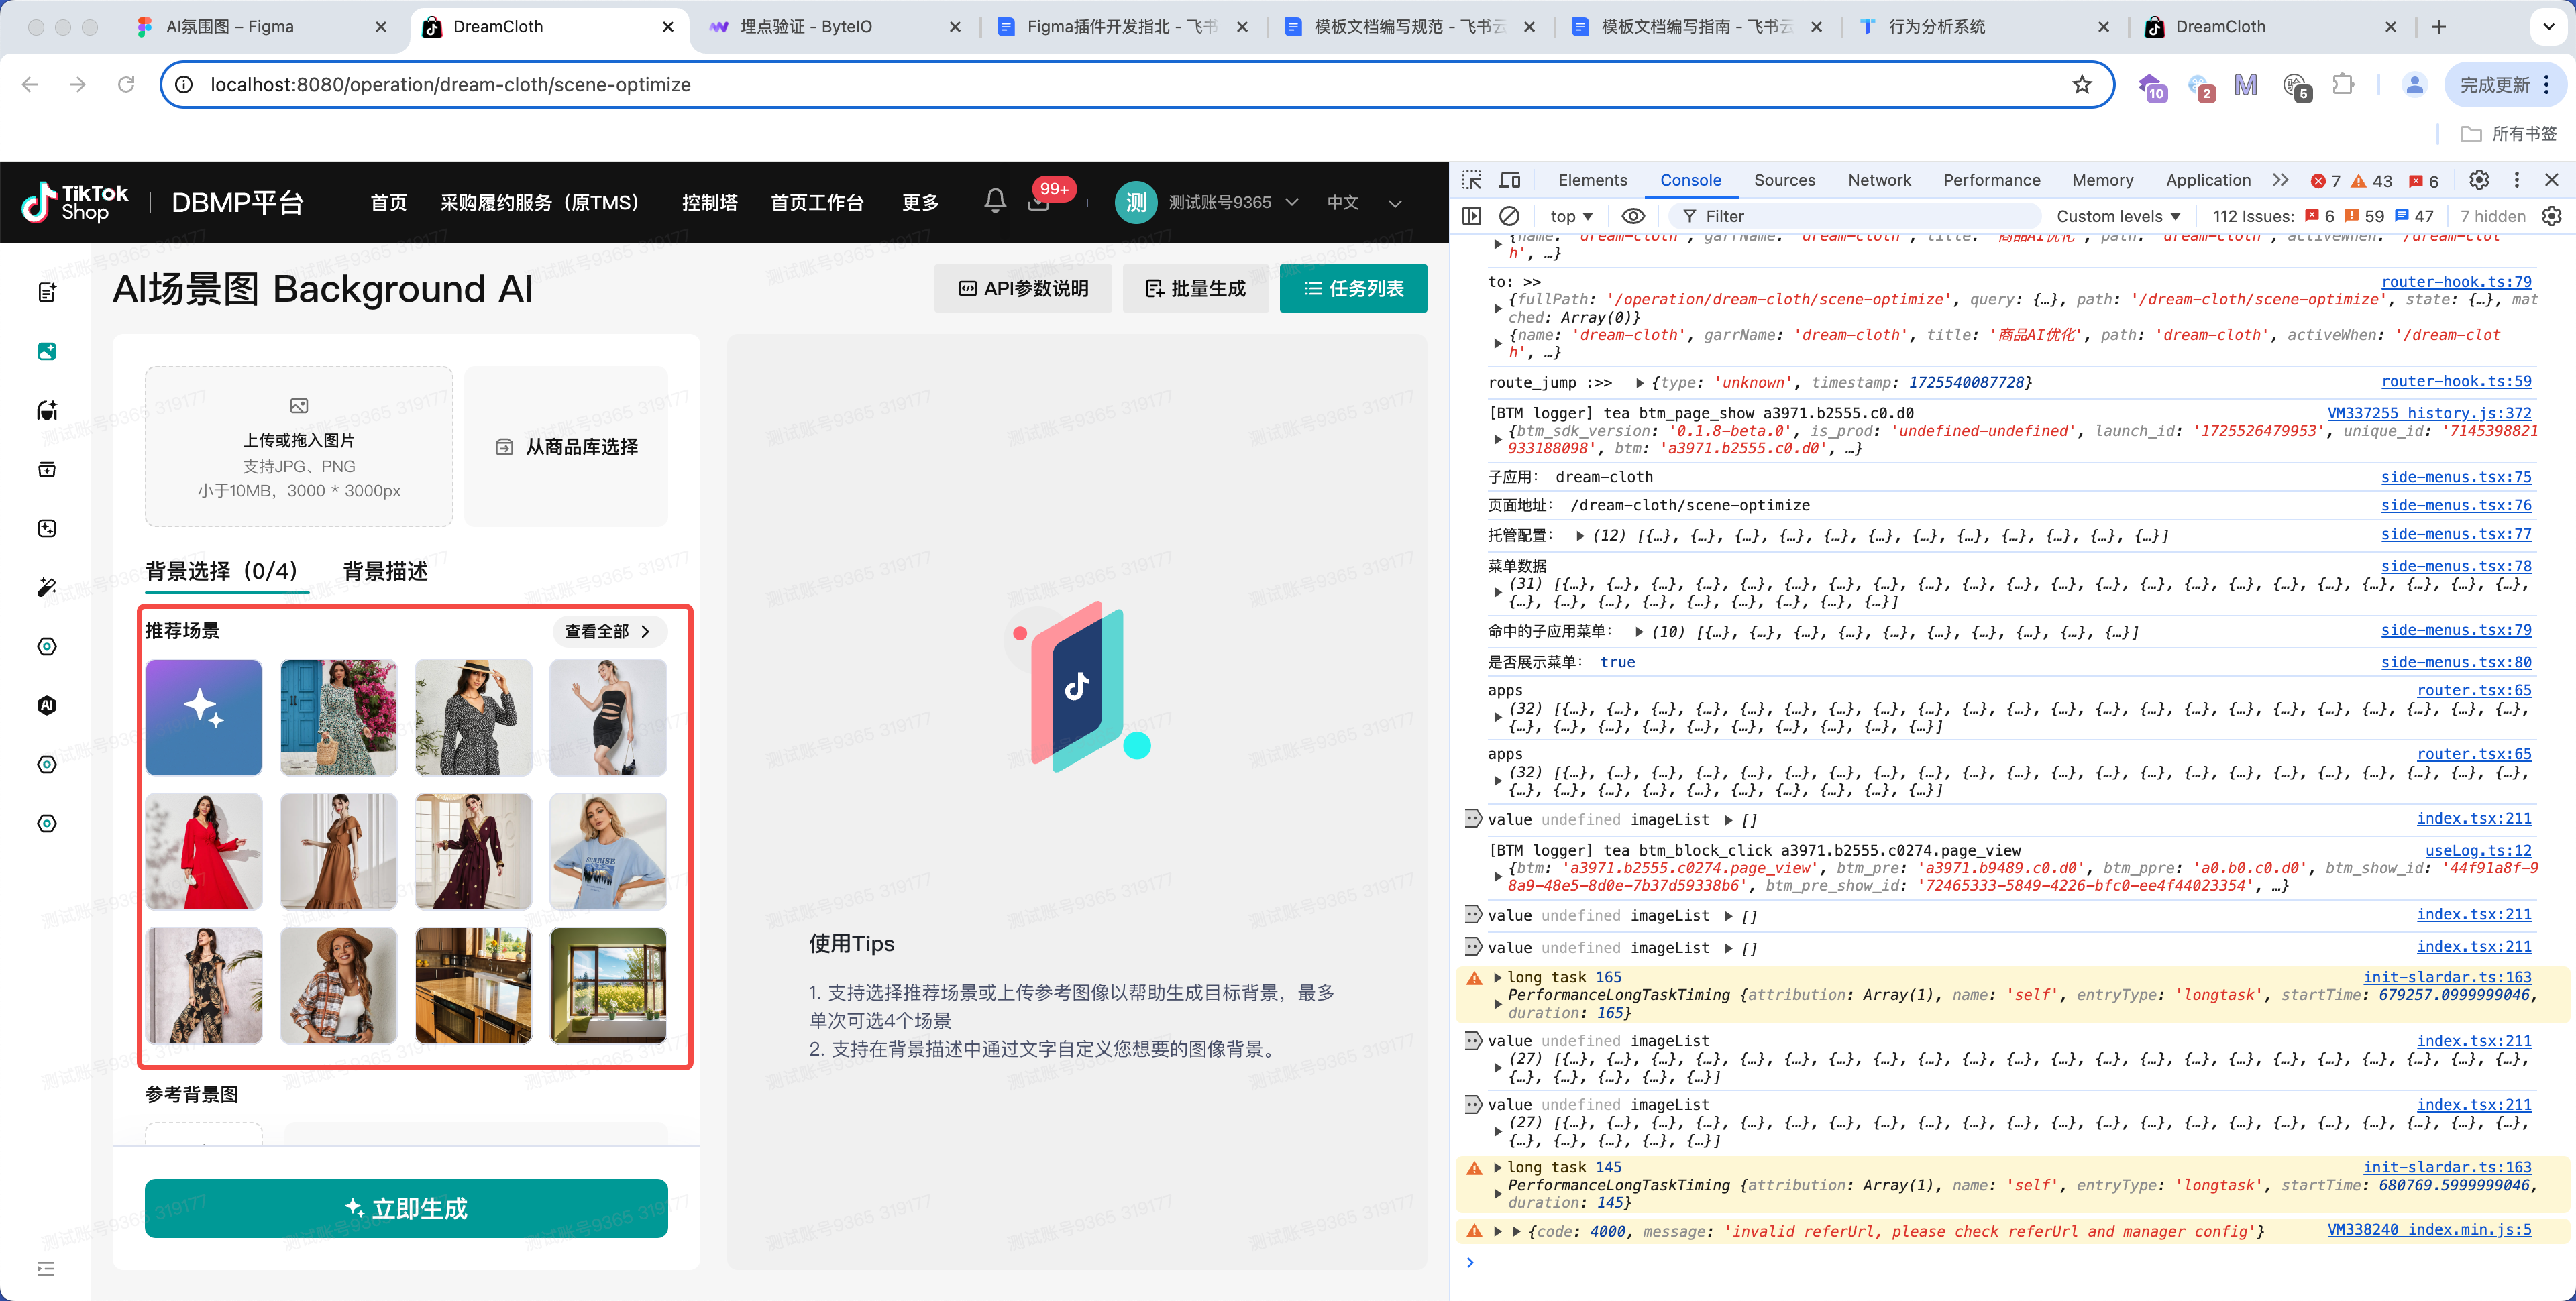 AI氛围图 – Figma
DreamCloth
埋点验证 - ByteIO
Figma插件开发指北 - 飞书
模板文档编写规范 - 飞书云
模板文档编写指南 - 飞书云
行为分析系统
DreamCloth
localhost:8080/operation/dream-cloth/scene-optimize
10
2
5
完成更新
所有书签
TikTok Shop
DBMP平台
首页
采购履约服务（原TMS）
控制塔
首页工作台
更多
99+
测
测试账号9365
中文
AI场景图 Background AI
API参数说明
批量生成
任务列表
上传或拖入图片
支持JPG、PNG
小于10MB，3000 * 3000px
从商品库选择
背景选择（0/4）
背景描述
推荐场景
查看全部
SUNRISE
参考背景图
立即生成
AI
使用Tips
1. 支持选择推荐场景或上传参考图像以帮助生成目标背景，最多
单次可选4个场景
2. 支持在背景描述中通过文字自定义您想要的图像背景。
测试账号9365 319177
Elements Console Sources Network Performance Memory Application 7 43 6
top Filter Custom levels 112 Issues: 6 59 47 7 hidden
{name: 'dream-cloth', garrName: 'dream-cloth', title: '商品AI优化', path: 'dream-cloth', activeWhen: '/dream-clot
h', …}
to: >> router-hook.ts:79
{fullPath: '/operation/dream-cloth/scene-optimize', query: {…}, path: '/dream-cloth/scene-optimize', state: {…}, mat
ched: Array(0)}
{name: 'dream-cloth', garrName: 'dream-cloth', title: '商品AI优化', path: 'dream-cloth', activeWhen: '/dream-clot
h', …}
route_jump :>> {type: 'unknown', timestamp: 1725540087728} router-hook.ts:59
[BTM logger] tea btm_page_show a3971.b2555.c0.d0 VM337255 history.js:372
{btm_sdk_version: '0.1.8-beta.0', is_prod: 'undefined-undefined', launch_id: '1725526479953', unique_id: '7145398821
933188098', btm: 'a3971.b2555.c0.d0', …}
子应用： dream-cloth side-menus.tsx:75
页面地址： /dream-cloth/scene-optimize side-menus.tsx:76
托管配置： (12) [{…}, {…}, {…}, {…}, {…}, {…}, {…}, {…}, {…}, {…}, {…}, {…}] side-menus.tsx:77
菜单数据 side-menus.tsx:78
(31) [{…}, {…}, {…}, {…}, {…}, {…}, {…}, {…}, {…}, {…}, {…}, {…}, {…}, {…}, {…}, {…}, {…}, {…}, {…}, {…}, {…}, {…},
{…}, {…}, {…}, {…}, {…}, {…}, {…}, {…}, {…}]
命中的子应用菜单： (10) [{…}, {…}, {…}, {…}, {…}, {…}, {…}, {…}, {…}, {…}] side-menus.tsx:79
是否展示菜单： true side-menus.tsx:80
apps router.tsx:65
(32) [{…}, {…}, {…}, {…}, {…}, {…}, {…}, {…}, {…}, {…}, {…}, {…}, {…}, {…}, {…}, {…}, {…}, {…}, {…}, {…}, {…}, {…},
{…}, {…}, {…}, {…}, {…}, {…}, {…}, {…}, {…}, {…}]
apps router.tsx:65
(32) [{…}, {…}, {…}, {…}, {…}, {…}, {…}, {…}, {…}, {…}, {…}, {…}, {…}, {…}, {…}, {…}, {…}, {…}, {…}, {…}, {…}, {…},
{…}, {…}, {…}, {…}, {…}, {…}, {…}, {…}, {…}, {…}]
value undefined imageList [] index.tsx:211
[BTM logger] tea btm_block_click a3971.b2555.c0274.page_view useLog.ts:12
{btm: 'a3971.b2555.c0274.page_view', btm_pre: 'a3971.b9489.c0.d0', btm_ppre: 'a0.b0.c0.d0', btm_show_id: '44f91a8f-9
8a9-48e5-8d0e-7b37d59338b6', btm_pre_show_id: '72465333-5849-4226-bfc0-ee4f44023354', …}
value undefined imageList [] index.tsx:211
value undefined imageList [] index.tsx:211
long task 165 init-slardar.ts:163
PerformanceLongTaskTiming {attribution: Array(1), name: 'self', entryType: 'longtask', startTime: 679257.0999999046,
duration: 165}
value undefined imageList index.tsx:211
(27) [{…}, {…}, {…}, {…}, {…}, {…}, {…}, {…}, {…}, {…}, {…}, {…}, {…}, {…}, {…}, {…}, {…}, {…}, {…}, {…}, {…}, {…},
{…}, {…}, {…}, {…}, {…}]
value undefined imageList index.tsx:211
(27) [{…}, {…}, {…}, {…}, {…}, {…}, {…}, {…}, {…}, {…}, {…}, {…}, {…}, {…}, {…}, {…}, {…}, {…}, {…}, {…}, {…}, {…},
{…}, {…}, {…}, {…}, {…}]
long task 145 init-slardar.ts:163
PerformanceLongTaskTiming {attribution: Array(1), name: 'self', entryType: 'longtask', startTime: 680769.5999999046,
duration: 145}
{code: 4000, message: 'invalid referUrl, please check referUrl and manager config'} VM338240 index.min.js:5